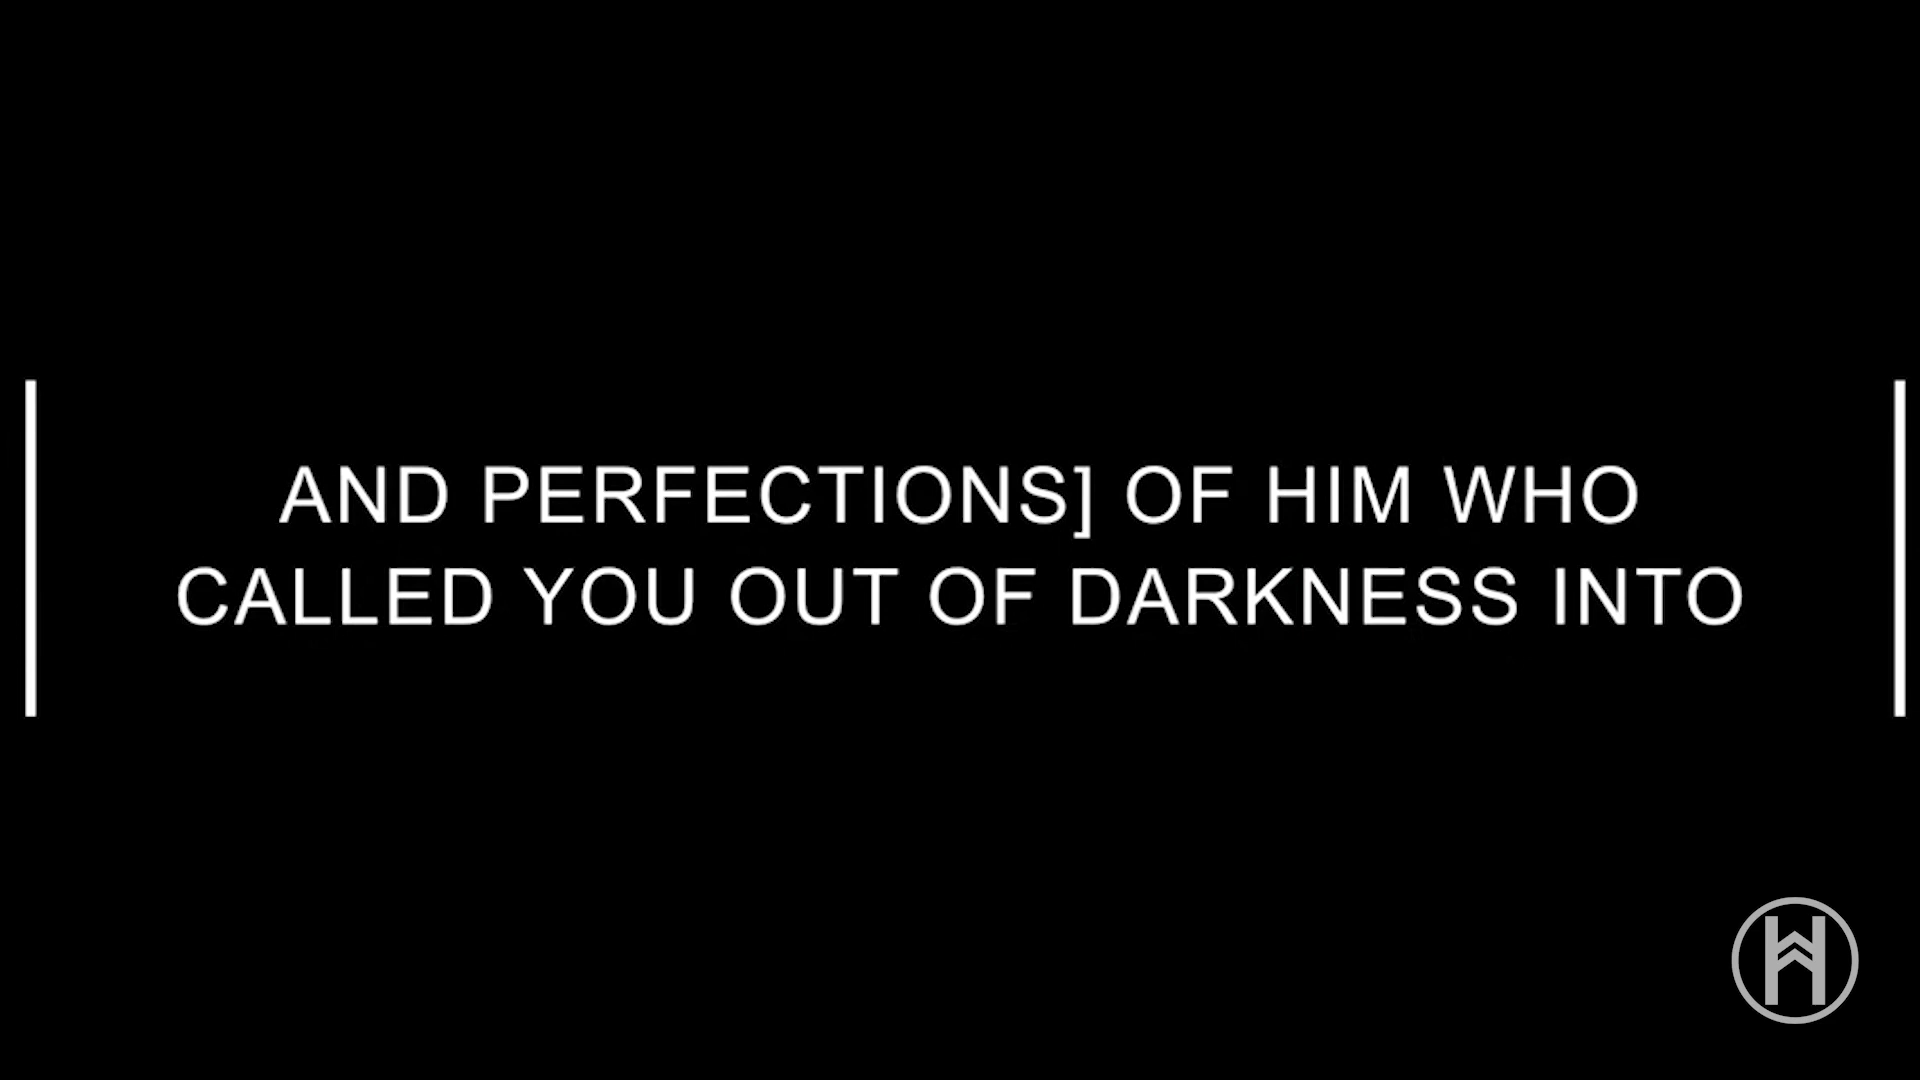 AND PERFECTIONS] OF HIM WHO
CALLED YOU OUT OF DARKNESS INTO